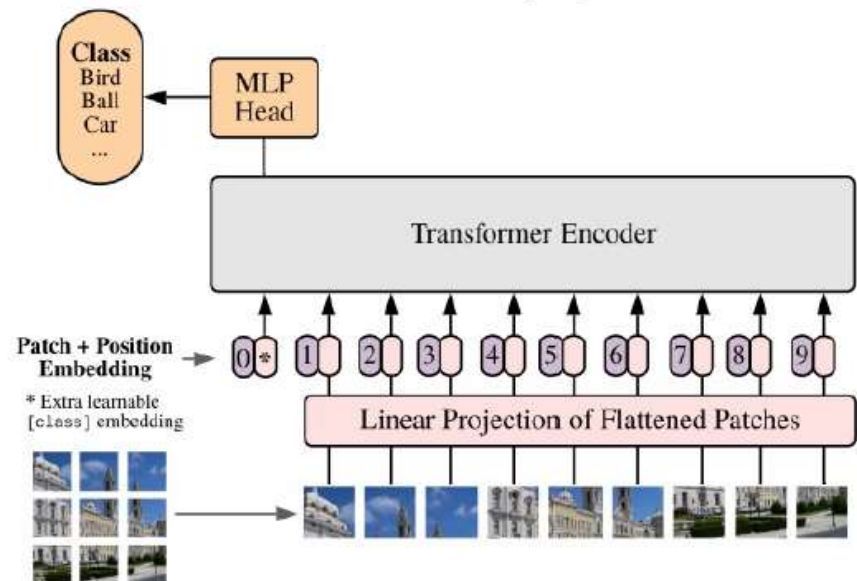 Class
Bird
Ball
Car
...
MLP
Head
Transformer Encoder
Patch + Position
Embedding
0 * 1 2 3 4 5 6 7 8 9
* Extra learnable
[class] embedding
Linear Projection of Flattened Patches